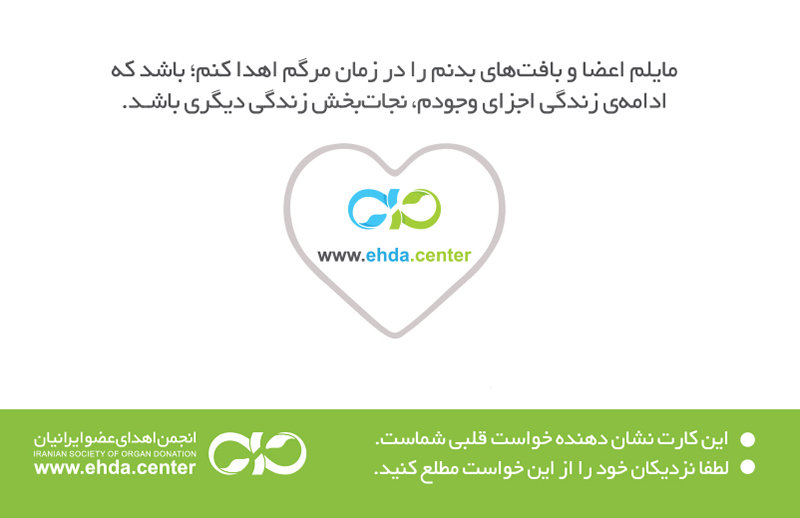 مایلم اعضا و بافت‌های بدنم را در زمان مرگم اهدا کنم؛ باشد که
ادامه‌ی زندگی اجزای وجودم، نجات‌بخش زندگی دیگری باشـد.
www.ehda.center
این کارت نشان دهنده خواست قلبی شماست.
لطفا نزدیکان خود را از این خواست مطلع کنید.
انجمن اهدای عضو ایرانیان
IRANIAN SOCIETY OF ORGAN DONATION
www.ehda.center